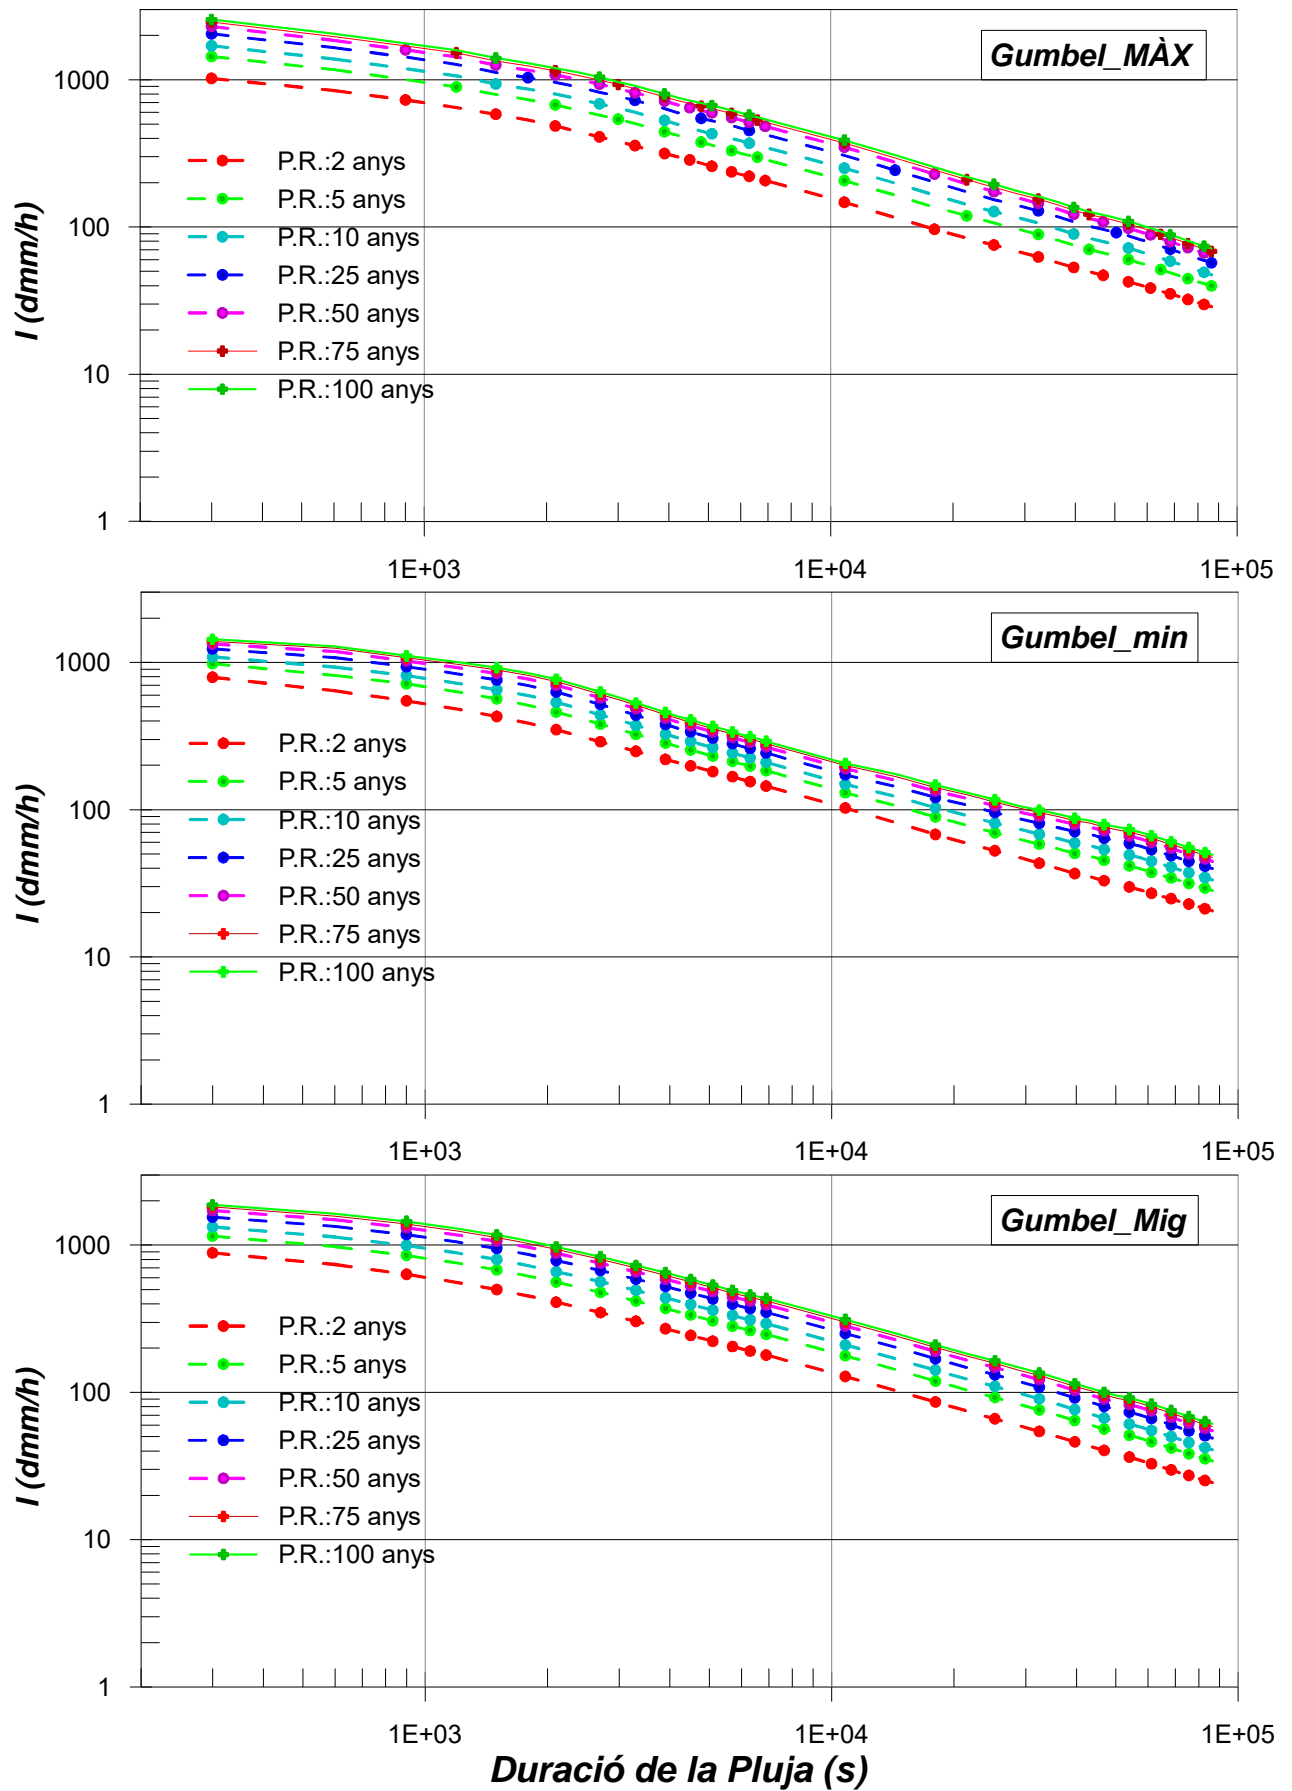 Gumbel_MÀX
1000
100
10
1
I (dmm/h)
P.R.:2 anys
P.R.:5 anys
P.R.:10 anys
P.R.:25 anys
P.R.:50 anys
P.R.:75 anys
P.R.:100 anys
1E+03 1E+04 1E+05
Gumbel_min
1000
100
10
1
I (dmm/h)
P.R.:2 anys
P.R.:5 anys
P.R.:10 anys
P.R.:25 anys
P.R.:50 anys
P.R.:75 anys
P.R.:100 anys
1E+03 1E+04 1E+05
Gumbel_Mig
1000
100
10
1
I (dmm/h)
P.R.:2 anys
P.R.:5 anys
P.R.:10 anys
P.R.:25 anys
P.R.:50 anys
P.R.:75 anys
P.R.:100 anys
1E+03 1E+04 1E+05
Duració de la Pluja (s)